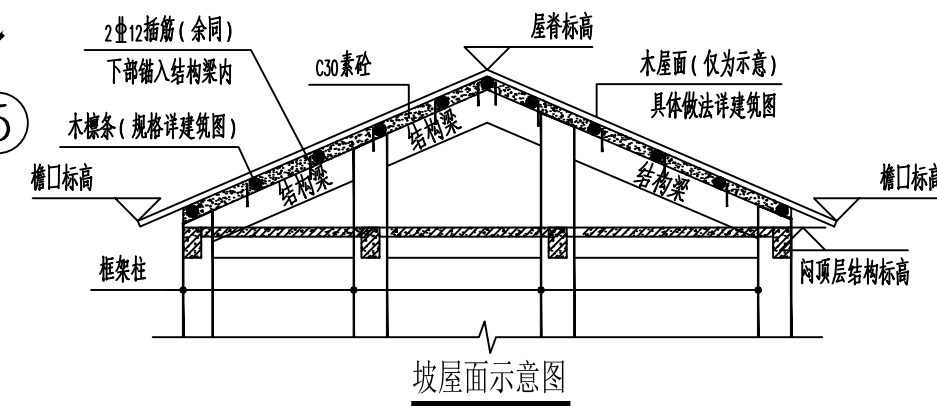 2⌀12插筋(余同)
下部锚入结构梁内
C30素砼
屋脊标高
木屋面(仅为示意)
具体做法详建筑图
5
木檩条(规格详建筑图)
结构梁
结构梁
结构梁
檐口标高
檐口标高
框架柱
闷顶层结构标高
坡屋面示意图